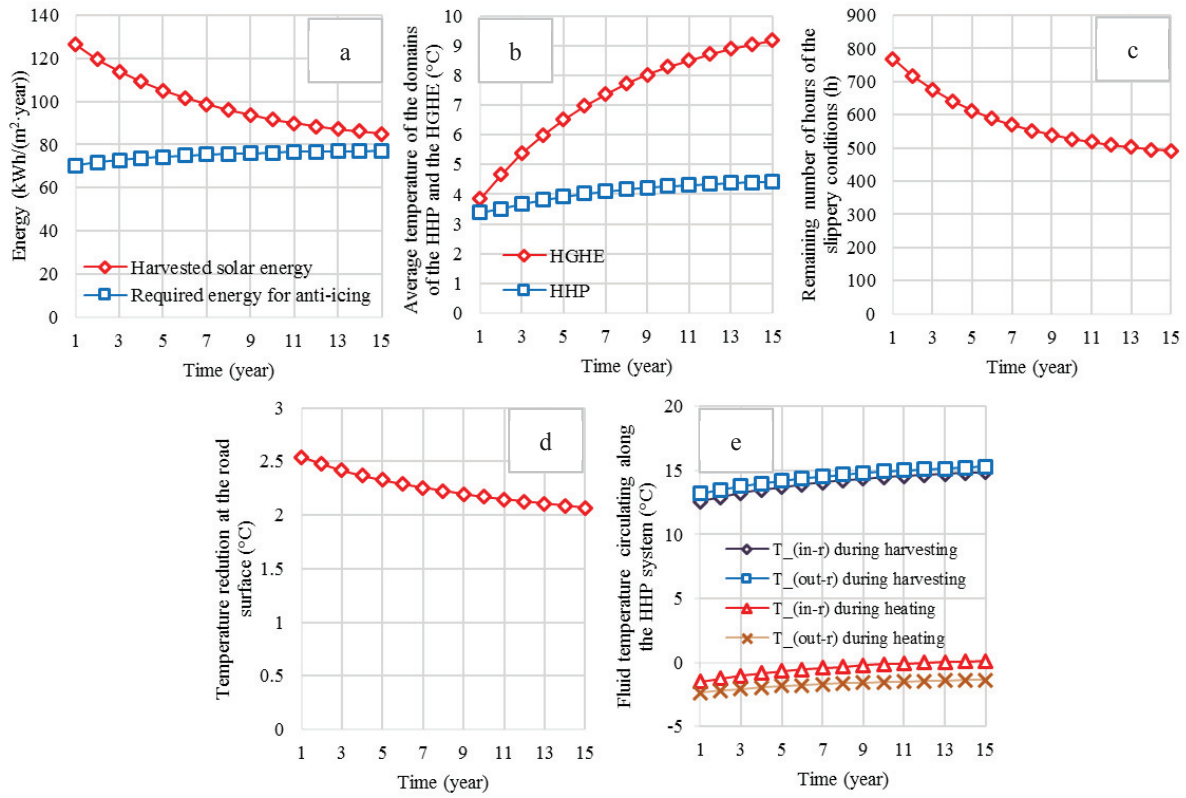 a
140
120
100
80
60
40
20
0
Energy (kWh/(m²·year))
Harvested solar energy
Required energy for anti-icing
1 3 5 7 9 11 13 15
Time (year)
b
10
9
8
7
6
5
4
3
2
1
0
Average temperature of the domains
of the HHP and the HGHE (°C)
HGHE
HHP
1 3 5 7 9 11 13 15
Time (year)
c
900
800
700
600
500
400
300
200
100
0
Remaining number of hours of the
slippery conditions (h)
1 3 5 7 9 11 13 15
Time (year)
d
3
2.5
2
1.5
1
0.5
0
Temperature redution at the road
surface (°C)
1 3 5 7 9 11 13 15
Time (year)
e
20
15
10
5
0
-5
Fluid temperature circulating along
the HHP system (°C)
T_(in-r) during harvesting
T_(out-r) during harvesting
T_(in-r) during heating
T_(out-r) during heating
1 3 5 7 9 11 13 15
Time (year)